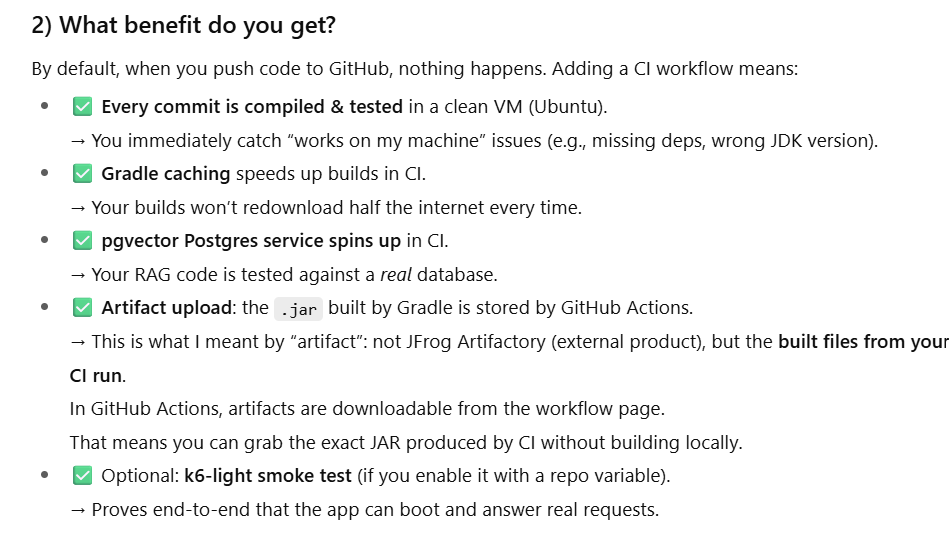 2) What benefit do you get?
By default, when you push code to GitHub, nothing happens. Adding a CI workflow means:
• ✅ Every commit is compiled & tested in a clean VM (Ubuntu).
→ You immediately catch “works on my machine” issues (e.g., missing deps, wrong JDK version).
• ✅ Gradle caching speeds up builds in CI.
→ Your builds won’t redownload half the internet every time.
• ✅ pgvector Postgres service spins up in CI.
→ Your RAG code is tested against a real database.
• ✅ Artifact upload: the .jar built by Gradle is stored by GitHub Actions.
→ This is what I meant by “artifact”: not JFrog Artifactory (external product), but the built files from your
CI run.
In GitHub Actions, artifacts are downloadable from the workflow page.
That means you can grab the exact JAR produced by CI without building locally.
• ✅ Optional: k6-light smoke test (if you enable it with a repo variable).
→ Proves end-to-end that the app can boot and answer real requests.